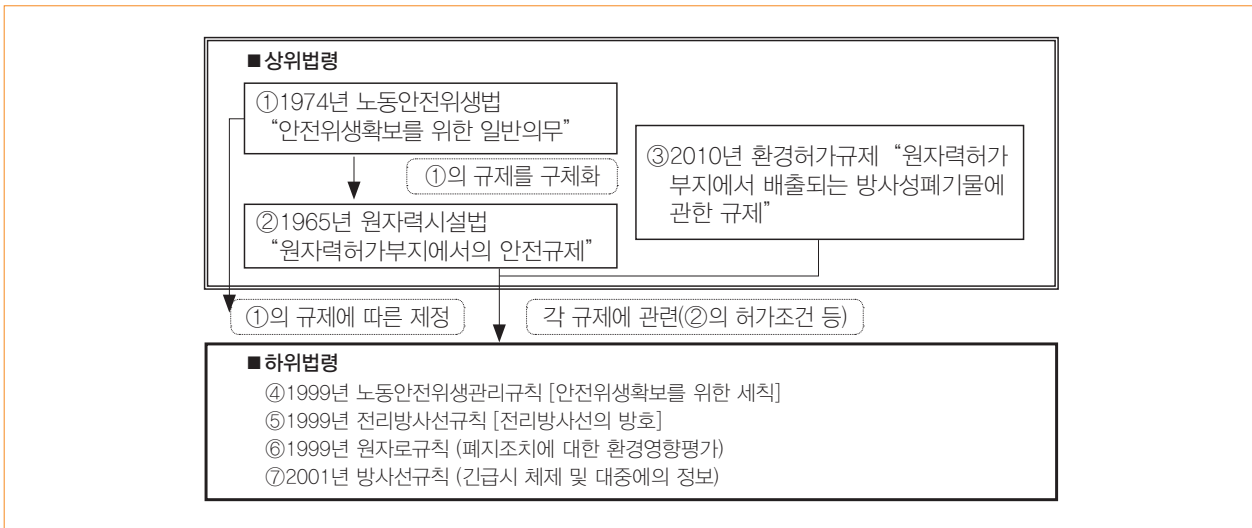 ■상위법령
①1974년 노동안전위생법
“안전위생확보를 위한 일반의무”
①의 규제를 구체화
②1965년 원자력시설법
“원자력허가부지에서의 안전규제”
③2010년 환경허가규제 “원자력허가
부지에서 배출되는 방사성폐기물에
관한 규제”
①의 규제에 따른 제정
각 규제에 관련(②의 허가조건 등)
■하위법령
④1999년 노동안전위생관리규칙 [안전위생확보를 위한 세칙]
⑤1999년 전리방사선규칙 [전리방사선의 방호]
⑥1999년 원자로규칙 (폐지조치에 대한 환경영향평가)
⑦2001년 방사선규칙 (긴급시 체제 및 대중에의 정보)